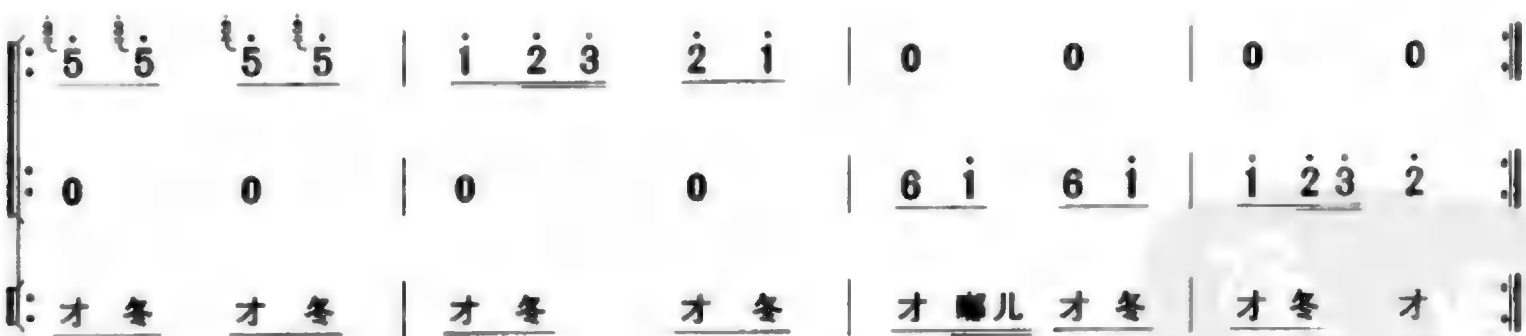 5 5 5 5 | 1 2 3 2 1 | 0 0 | 0 0
0 0 | 0 0 | 6 1 6 1 | 1 2 3 2
才 冬 才 冬 | 才 冬 才 冬 | 才 儿 才 冬 | 才 冬 才